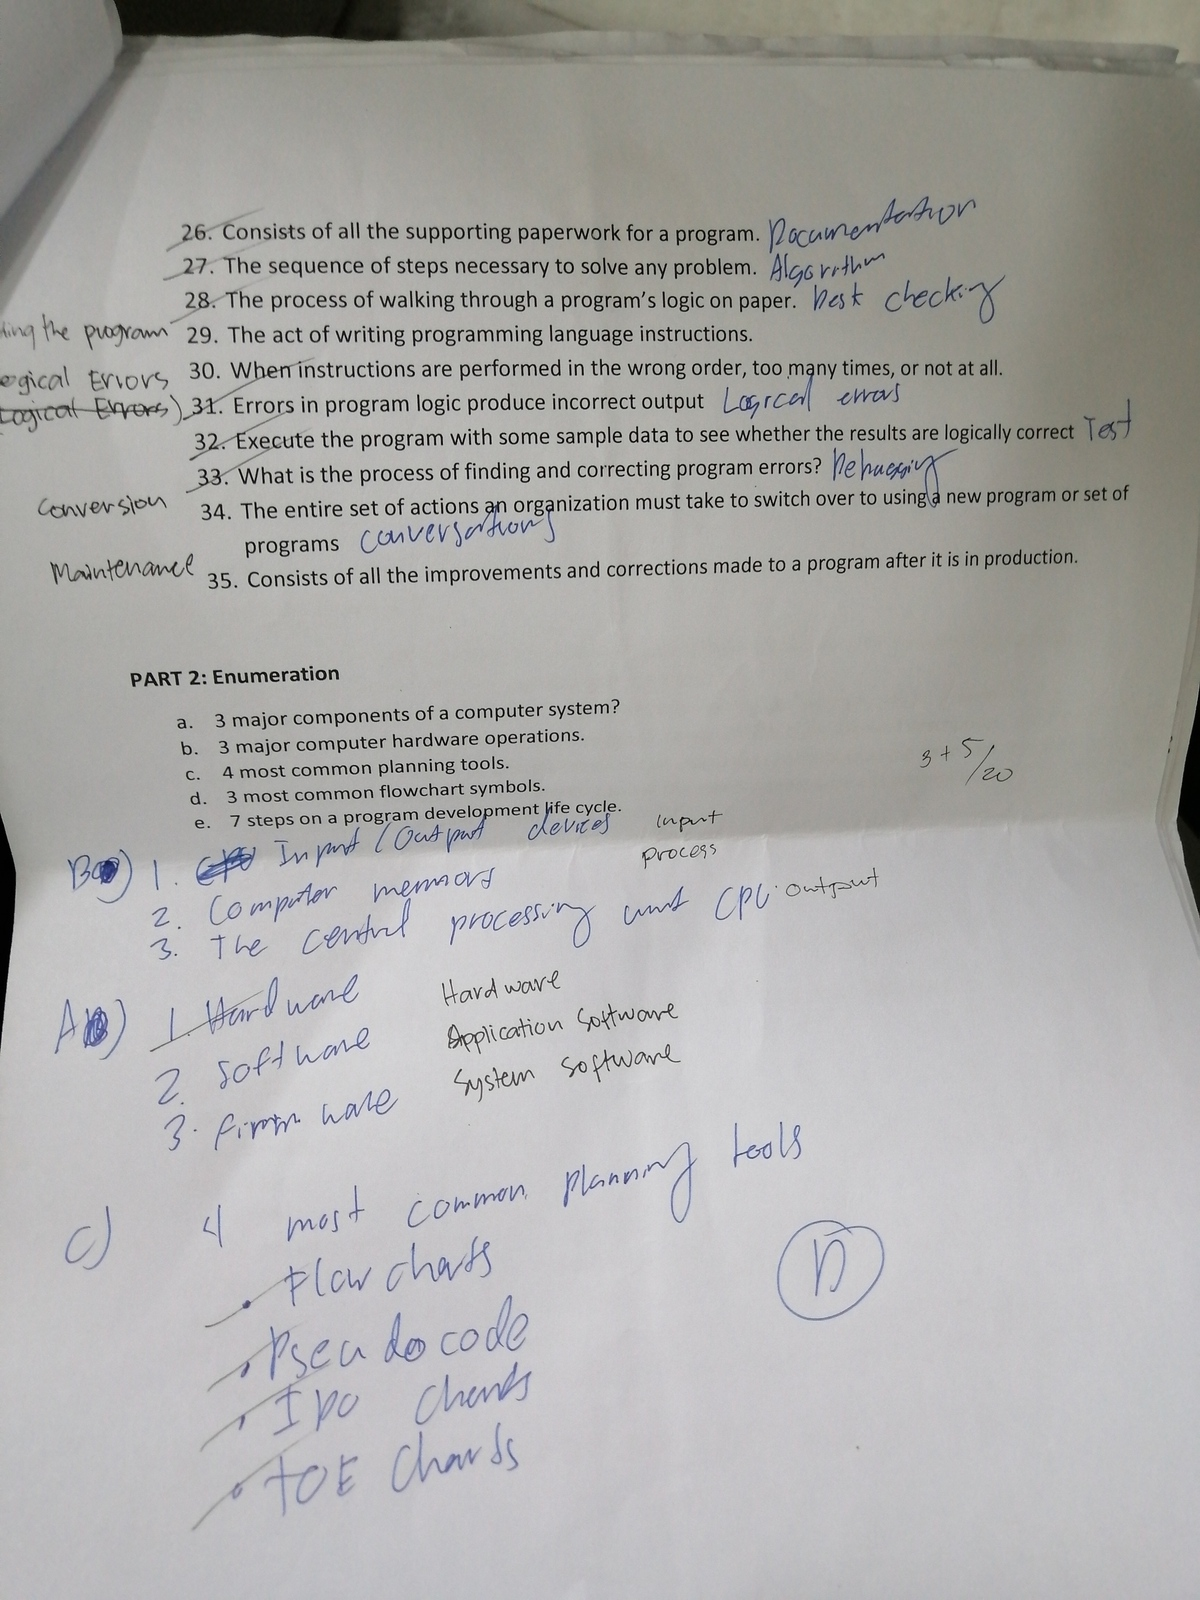 26. Consists of all the supporting paperwork for a program. Documentation
27. The sequence of steps necessary to solve any problem. Algorithm
28. The process of walking through a program's logic on paper. Desk checking
the program 29. The act of writing programming language instructions.
ogical Errors 30. When instructions are performed in the wrong order, too many times, or not at all.
Logical Errors) 31. Errors in program logic produce incorrect output Logical errors
32. Execute the program with some sample data to see whether the results are logically correct Test
33. What is the process of finding and correcting program errors? Debugging
Conversion 34. The entire set of actions an organization must take to switch over to using a new program or set of
programs conversations
Maintenance 35. Consists of all the improvements and corrections made to a program after it is in production.
PART 2: Enumeration
a. 3 major components of a computer system?
b. 3 major computer hardware operations.
c. 4 most common planning tools.
d. 3 most common flowchart symbols.
e. 7 steps on a program development life cycle.
3 + 5/20
B) 1. Input / Output devices Input
2. Computer memory process
3. The central processing unit CPU output
A) 1. Hardware Hardware
2. Software Application Software
3. firmware System Software
c) 4 most common planning tools
• Flowcharts
• Pseudocode
• IPO charts
• TOE Charts
D